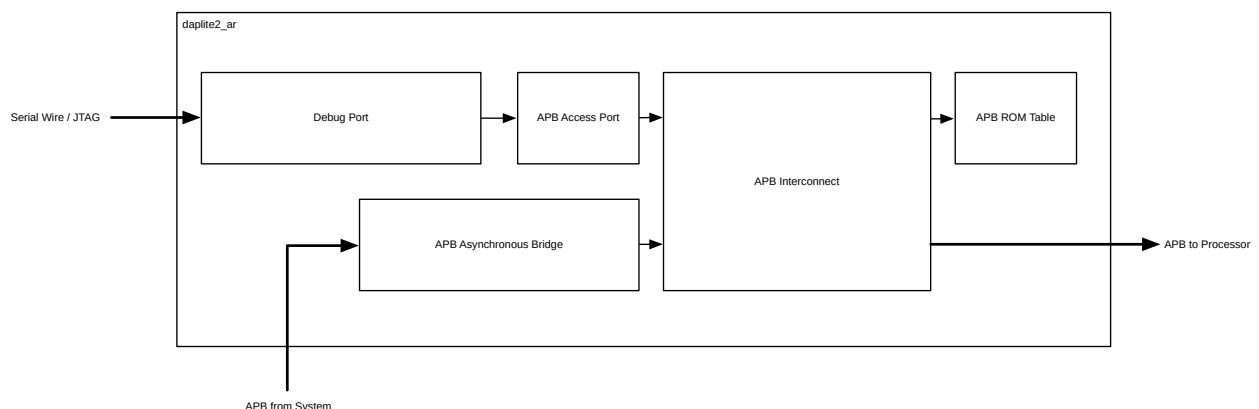 daplite2_ar
Serial Wire / JTAG
Debug Port
APB Access Port
APB Interconnect
APB ROM Table
APB Asynchronous Bridge
APB to Processor
APB from System